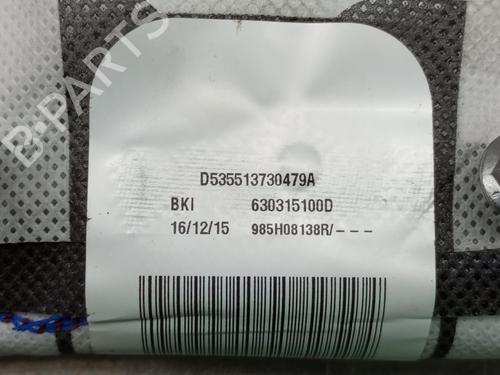 D535513730479A
BKI 630315100D
16/12/15 985H08138R/---
B-PARTS